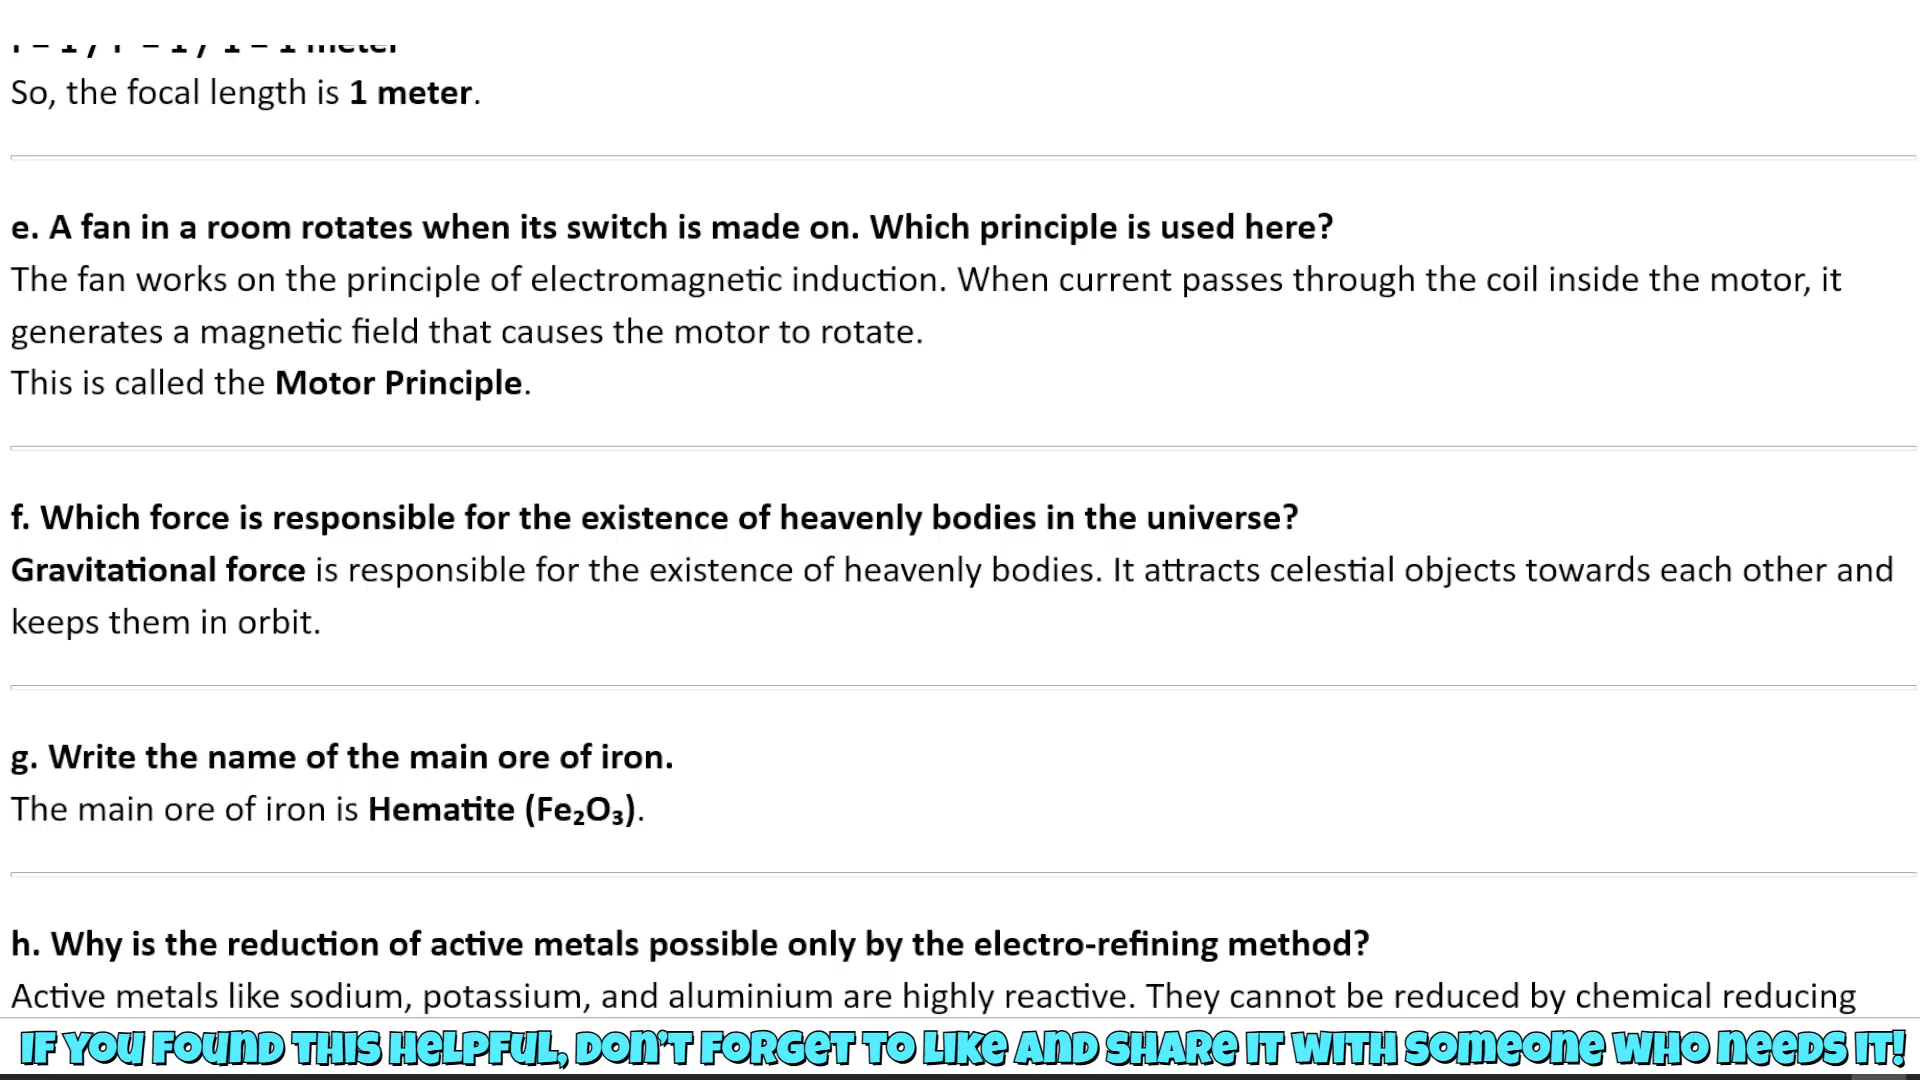 f = 1 / P = 1 / 1 = 1 meter
So, the focal length is 1 meter.
e. A fan in a room rotates when its switch is made on. Which principle is used here?
The fan works on the principle of electromagnetic induction. When current passes through the coil inside the motor, it
generates a magnetic field that causes the motor to rotate.
This is called the Motor Principle.
f. Which force is responsible for the existence of heavenly bodies in the universe?
Gravitational force is responsible for the existence of heavenly bodies. It attracts celestial objects towards each other and
keeps them in orbit.
g. Write the name of the main ore of iron.
The main ore of iron is Hematite (Fe₂O₃).
h. Why is the reduction of active metals possible only by the electro-refining method?
Active metals like sodium, potassium, and aluminium are highly reactive. They cannot be reduced by chemical reducing
IF YOU FOUND THIS HELPFUL, DON'T FORGET TO LIKE AND SHARE IT WITH SOMEONE WHO NEEDS IT!